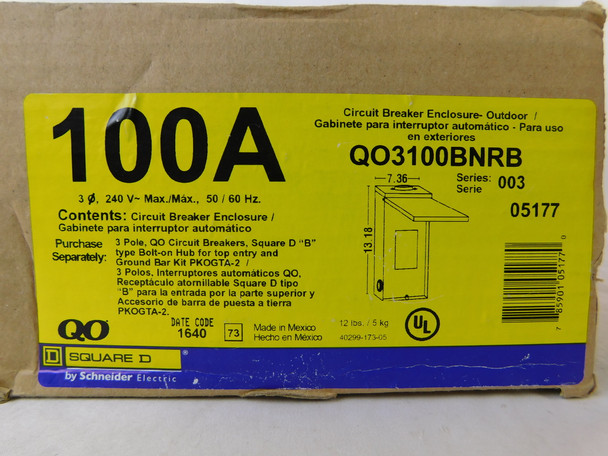 100A
3 Ø, 240 V~ Max./Máx., 50 / 60 Hz.
Contents: Circuit Breaker Enclosure /
Gabinete para interruptor automático
Purchase Separately:
3 Pole, QO Circuit Breakers, Square D "B"
type Bolt-on Hub for top entry and
Ground Bar Kit PKOGTA-2 /
3 Polos, Interruptores automáticos QO,
Receptáculo atornillable Square D tipo
"B" para la entrada por la parte superior y
Accesorio de barra de puesta a tierra
PKOGTA-2.
Circuit Breaker Enclosure- Outdoor /
Gabinete para interruptor automático - Para uso
en exteriores
QO3100BNRB
Series: 003
Serie
05177
7.36
13.18
7 85901 05177 0
QO
DATE CODE
1640
73
Made in Mexico
Hecho en México
12 lbs. / 5 kg
40299-173-05
UL
D SQUARE D
by Schneider Electric